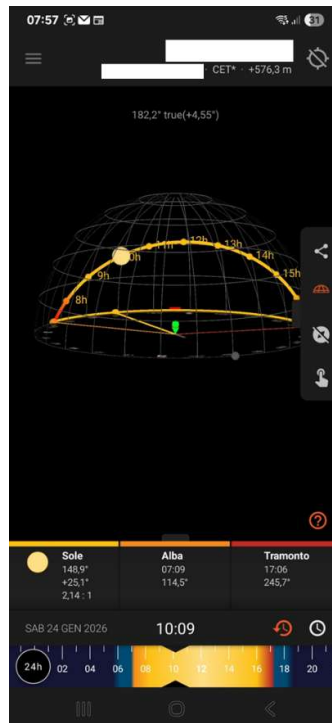 07:57 31
CET* · +576,3 m
182,2° true(+4,55°)
8h 9h 10h 11h 12h 13h 14h 15h
Sole Alba Tramonto
148,9° 07:09 17:06
+25,1° 114,5° 245,7°
2,14 : 1
SAB 24 GEN 2026 10:09
24h 02 04 06 08 10 12 14 16 18 20